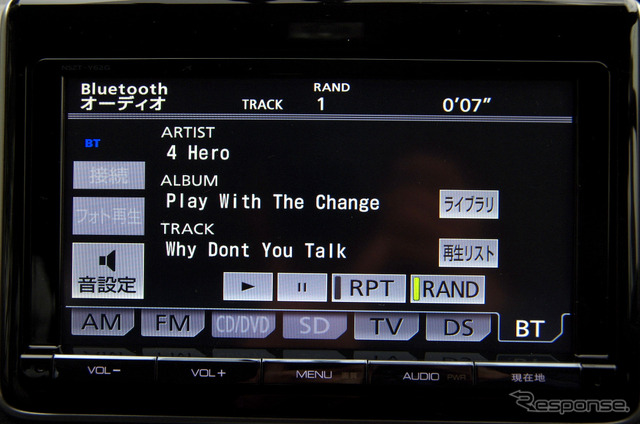 Bluetooth
オーディオ
RAND
TRACK 1 0'07"
BT
ARTIST
4 Hero
接続
ALBUM
Play With The Change
ライブラリ
フォト再生
TRACK
Why Dont You Talk
再生リスト
音設定
RPT
RAND
AM FM CD/DVD SD TV DS BT
VOL− VOL+ MENU AUDIO PWR 現在地
Response.